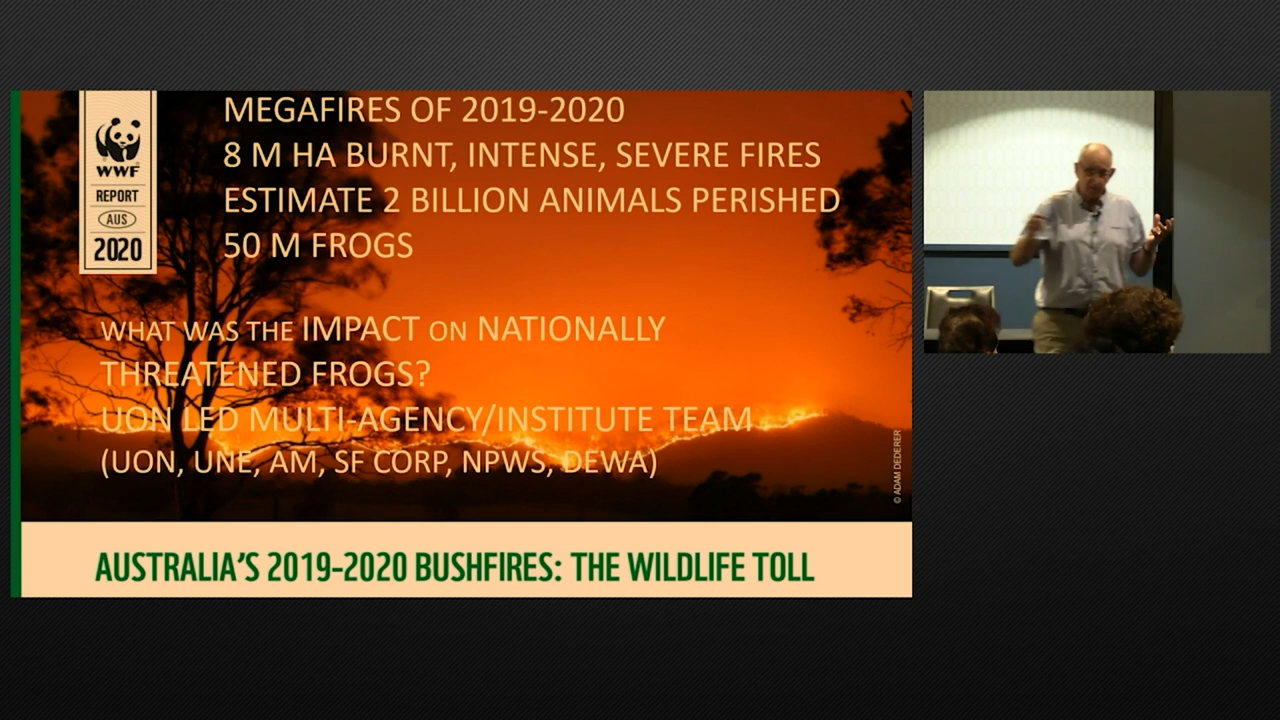 MEGAFIRES OF 2019-2020
8 M HA BURNT, INTENSE, SEVERE FIRES
ESTIMATE 2 BILLION ANIMALS PERISHED
50 M FROGS
WWF
REPORT
AUS
2020
WHAT WAS THE IMPACT ON NATIONALLY
THREATENED FROGS?
UON LED MULTI-AGENCY/INSTITUTE TEAM
(UON, UNE, AM, SF CORP, NPWS, DEWA)
© ADAM DEDERER
AUSTRALIA'S 2019-2020 BUSHFIRES: THE WILDLIFE TOLL